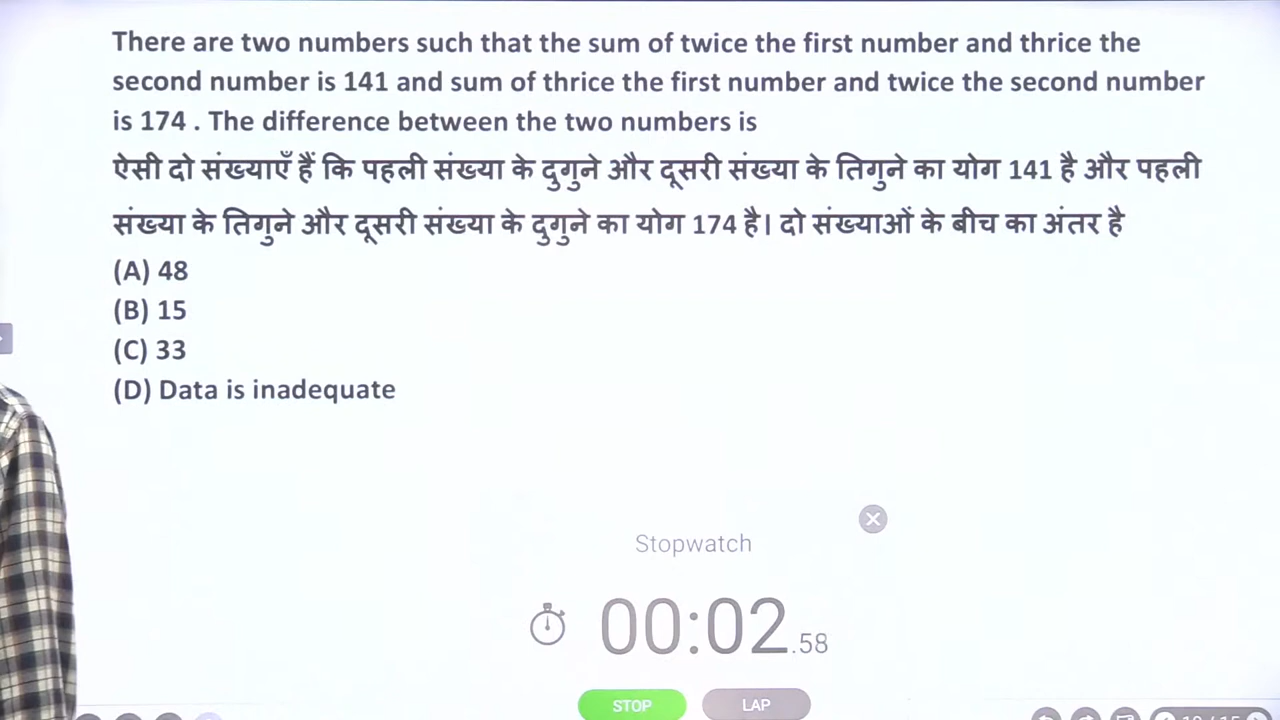 There are two numbers such that the sum of twice the first number and thrice the
second number is 141 and sum of thrice the first number and twice the second number
is 174 . The difference between the two numbers is
ऐसी दो संख्याएँ हैं कि पहली संख्या के दुगुने और दूसरी संख्या के तिगुने का योग 141 है और पहली
संख्या के तिगुने और दूसरी संख्या के दुगुने का योग 174 है। दो संख्याओं के बीच का अंतर है
(A) 48
(B) 15
(C) 33
(D) Data is inadequate
Stopwatch
00:02.58
STOP LAP